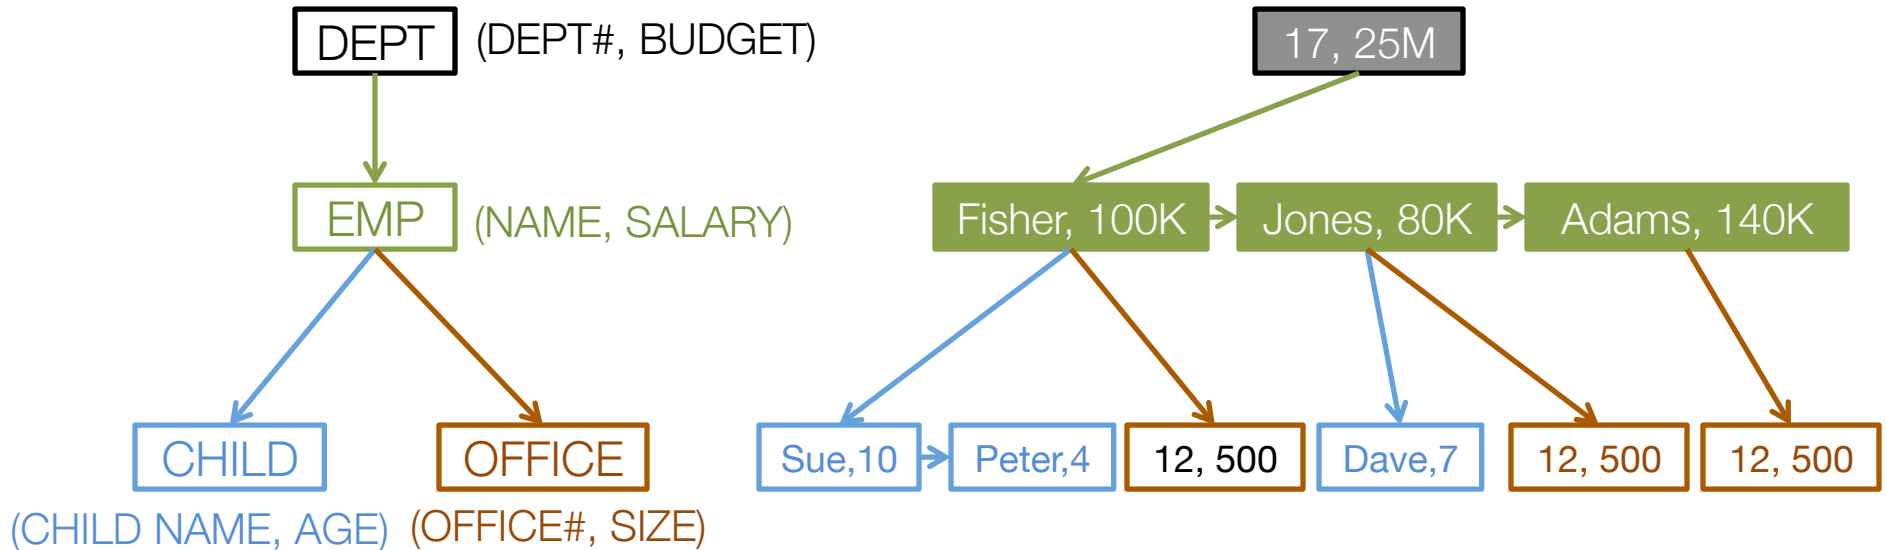 DEPT (DEPT#, BUDGET)
17, 25M
EMP (NAME, SALARY)
Fisher, 100K
Jones, 80K
Adams, 140K
CHILD
OFFICE
Sue,10
Peter,4
12, 500
Dave,7
12, 500
12, 500
(CHILD NAME, AGE)
(OFFICE#, SIZE)